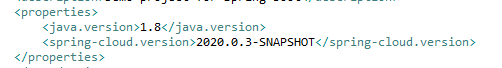 <properties>
<java.version>1.8</java.version>
<spring-cloud.version>2020.0.3-SNAPSHOT</spring-cloud.version>
</properties>